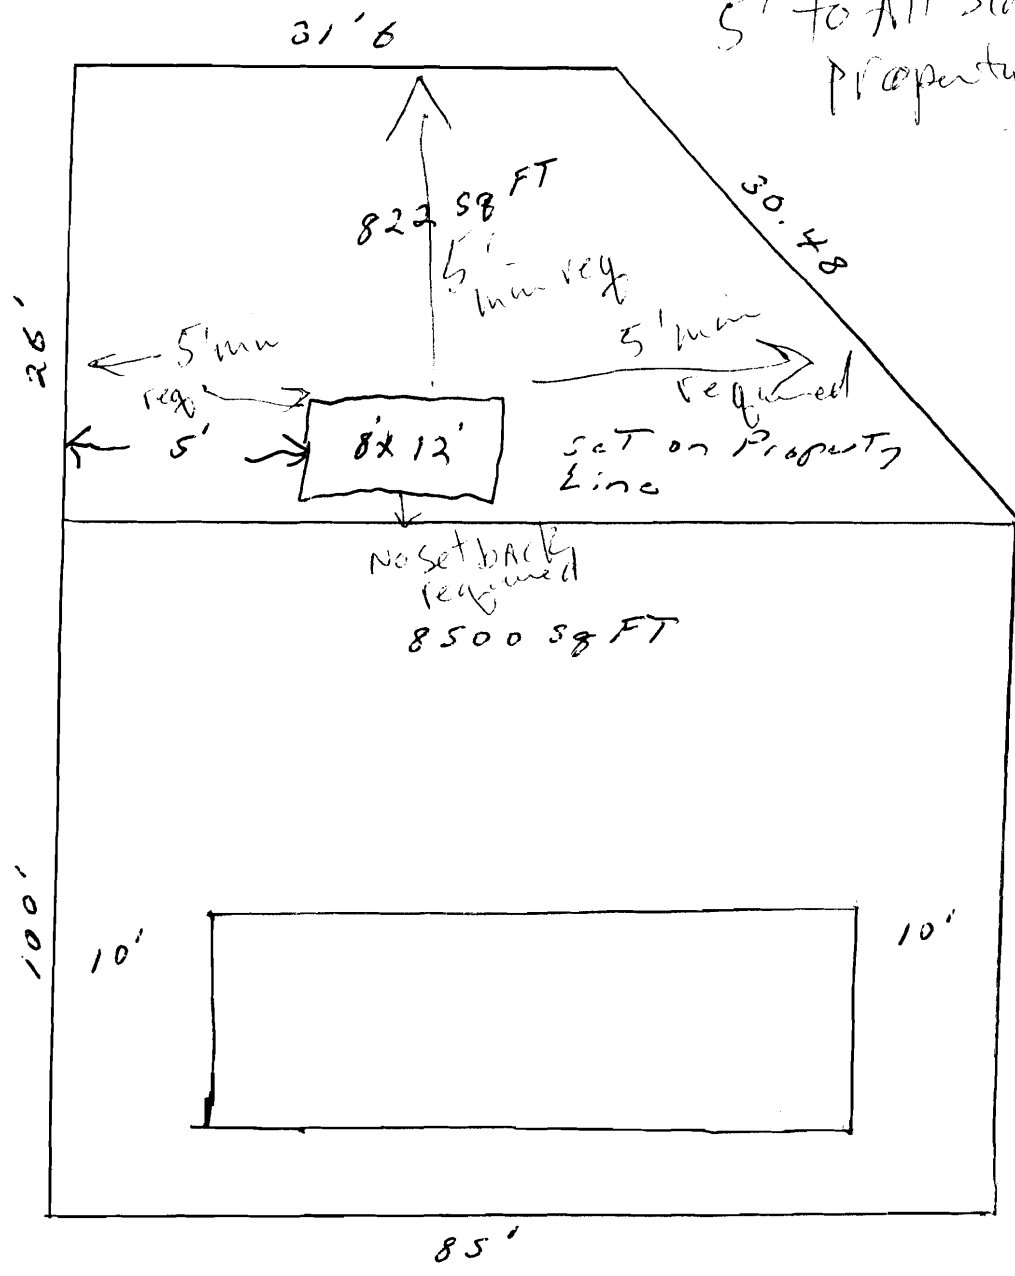 31'6
5' to All
Property
30.48
822 sq FT
5'
min req
26'
5' min
req
5' min
required
5'
8'x 12'
seT on Property
Line
No setback
required
8500 sq FT
100'
10'
10'
85'